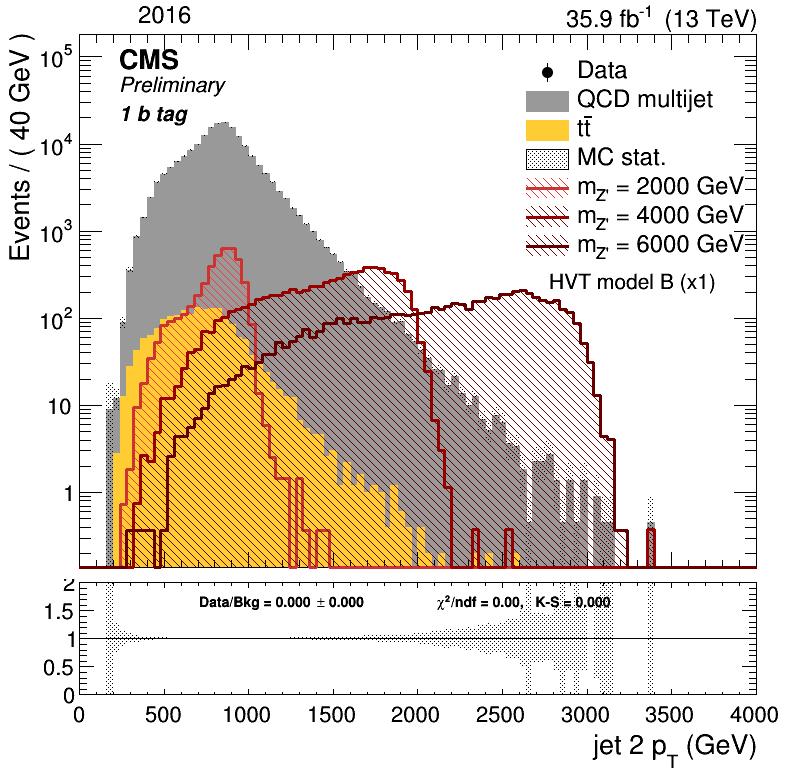 2016 35.9 fb⁻¹ (13 TeV)
CMS
Preliminary
1 b tag
Data
QCD multijet
tt̄
MC stat.
m_Z' = 2000 GeV
m_Z' = 4000 GeV
m_Z' = 6000 GeV
HVT model B (x1)
Events / ( 40 GeV )
10⁵
10⁴
10³
10²
10
1
Data/Bkg = 0.000 ± 0.000 χ²/ndf = 0.00, K-S = 0.000
2
1.5
1
0.5
0
0 500 1000 1500 2000 2500 3000 3500 4000
jet 2 p_T (GeV)